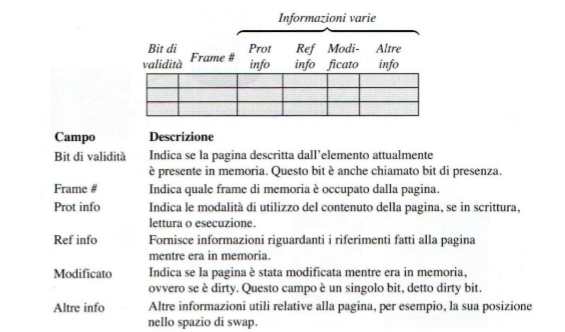 Informazioni varie
Bit di validità Frame # Prot info Ref info Modi-ficato Altre info
Campo Descrizione
Bit di validità Indica se la pagina descritta dall'elemento attualmente
è presente in memoria. Questo bit è anche chiamato bit di presenza.
Frame # Indica quale frame di memoria è occupato dalla pagina.
Prot info Indica le modalità di utilizzo del contenuto della pagina, se in scrittura,
lettura o esecuzione.
Ref info Fornisce informazioni riguardanti i riferimenti fatti alla pagina
mentre era in memoria.
Modificato Indica se la pagina è stata modificata mentre era in memoria,
ovvero se è dirty. Questo campo è un singolo bit, detto dirty bit.
Altre info Altre informazioni utili relative alla pagina, per esempio, la sua posizione
nello spazio di swap.